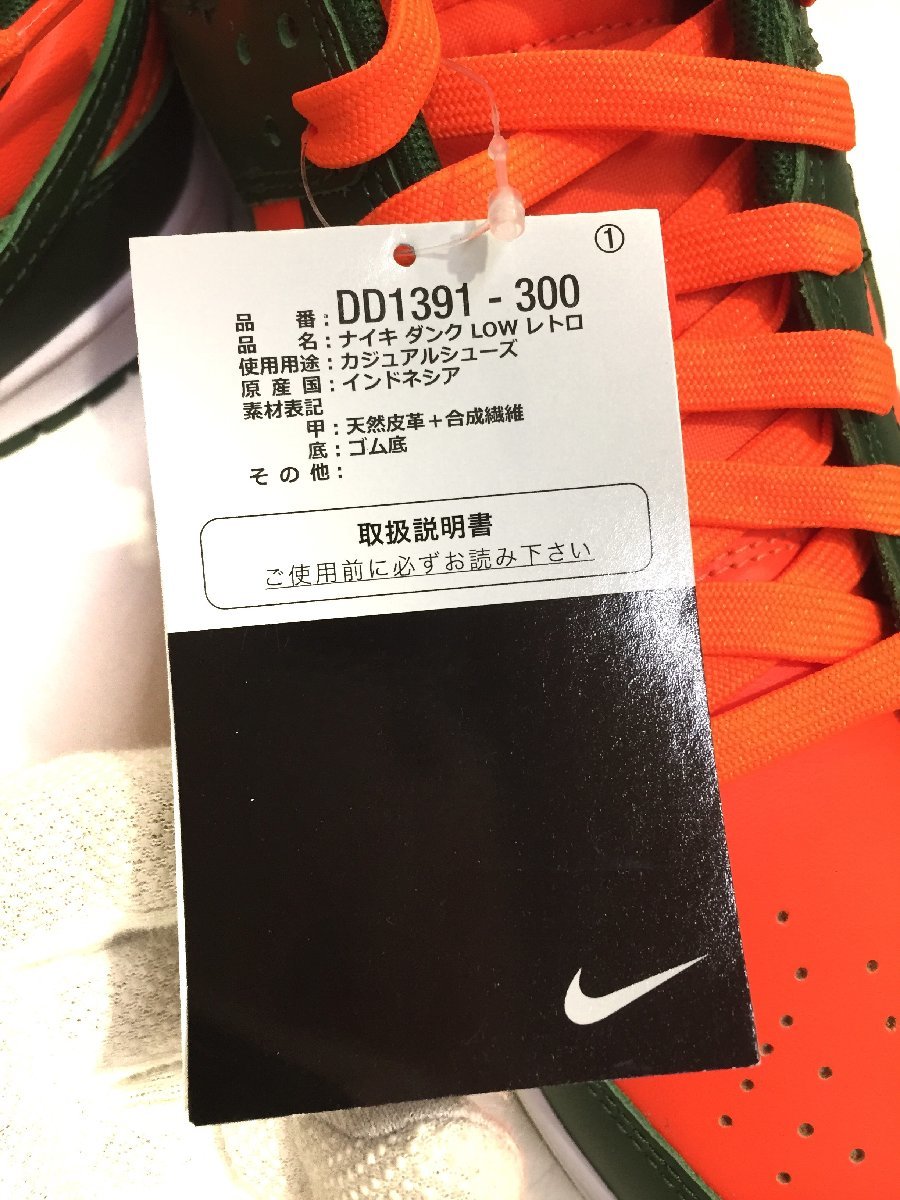 ①
品 番：DD1391 - 300
品 名：ナイキ ダンク LOW レトロ
使用用途：カジュアルシューズ
原 産 国：インドネシア
素材表記
甲：天然皮革＋合成繊維
底：ゴム底
そ の 他：
取扱説明書
ご使用前に必ずお読み下さい